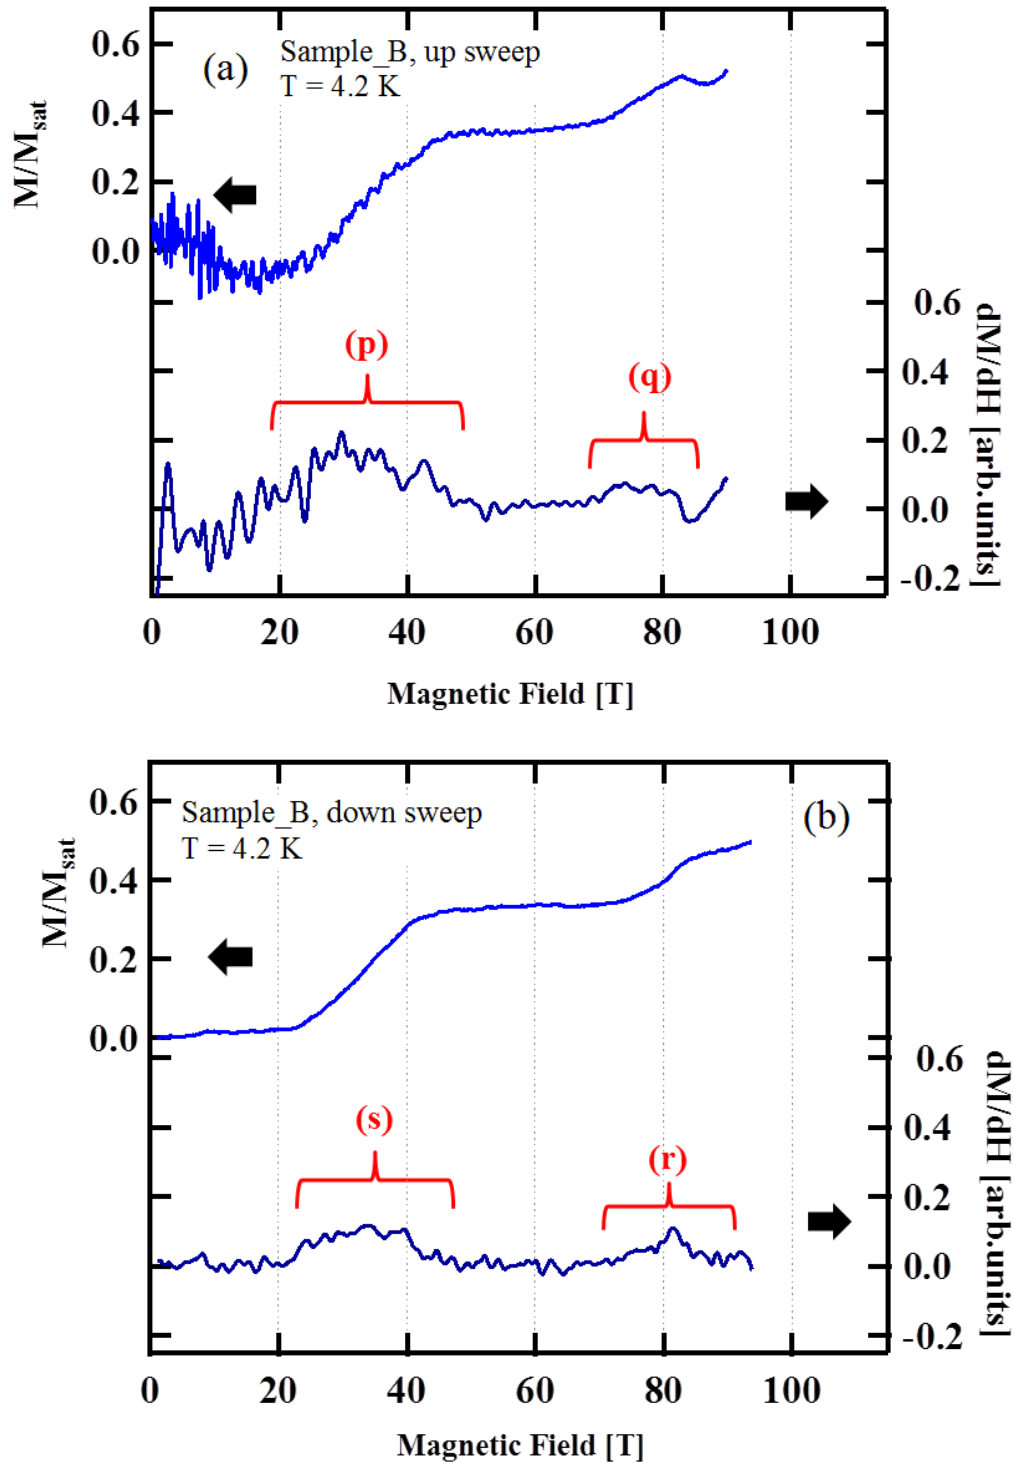 (a)
Sample_B, up sweep
T = 4.2 K
M/Msat
0.6
0.4
0.2
0.0
(p)
(q)
0.6
0.4
0.2
0.0
-0.2
dM/dH [arb.units]
0 20 40 60 80 100
Magnetic Field [T]
Sample_B, down sweep
T = 4.2 K
(b)
M/Msat
0.6
0.4
0.2
0.0
(s)
(r)
0.6
0.4
0.2
0.0
-0.2
dM/dH [arb.units]
0 20 40 60 80 100
Magnetic Field [T]